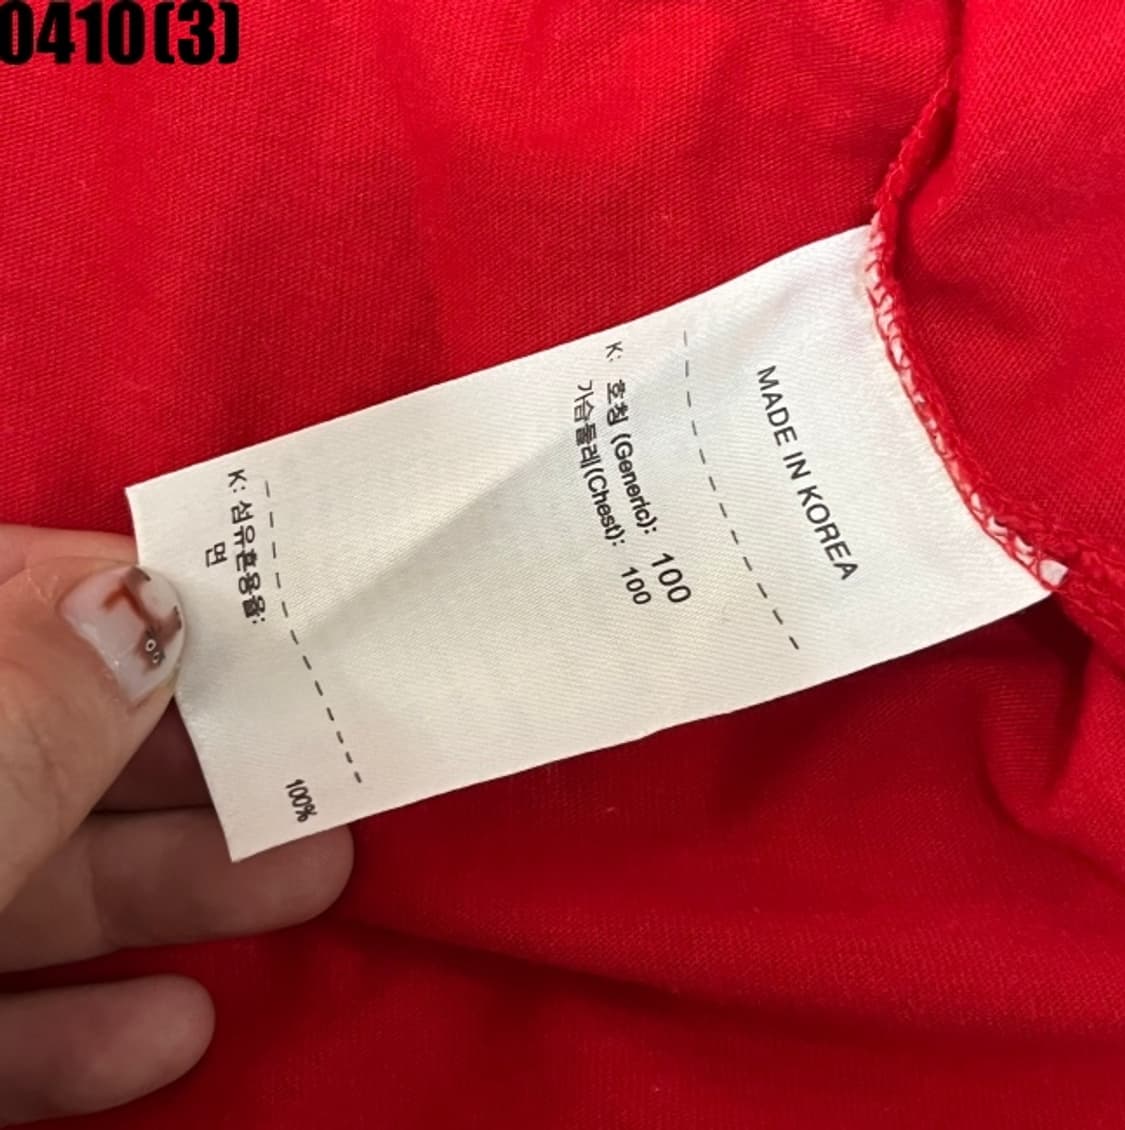 0410(3)
MADE IN KOREA
K: 호칭 (Generic): 100
가슴둘레(Chest): 100
K: 섬유혼용율:
면 100%